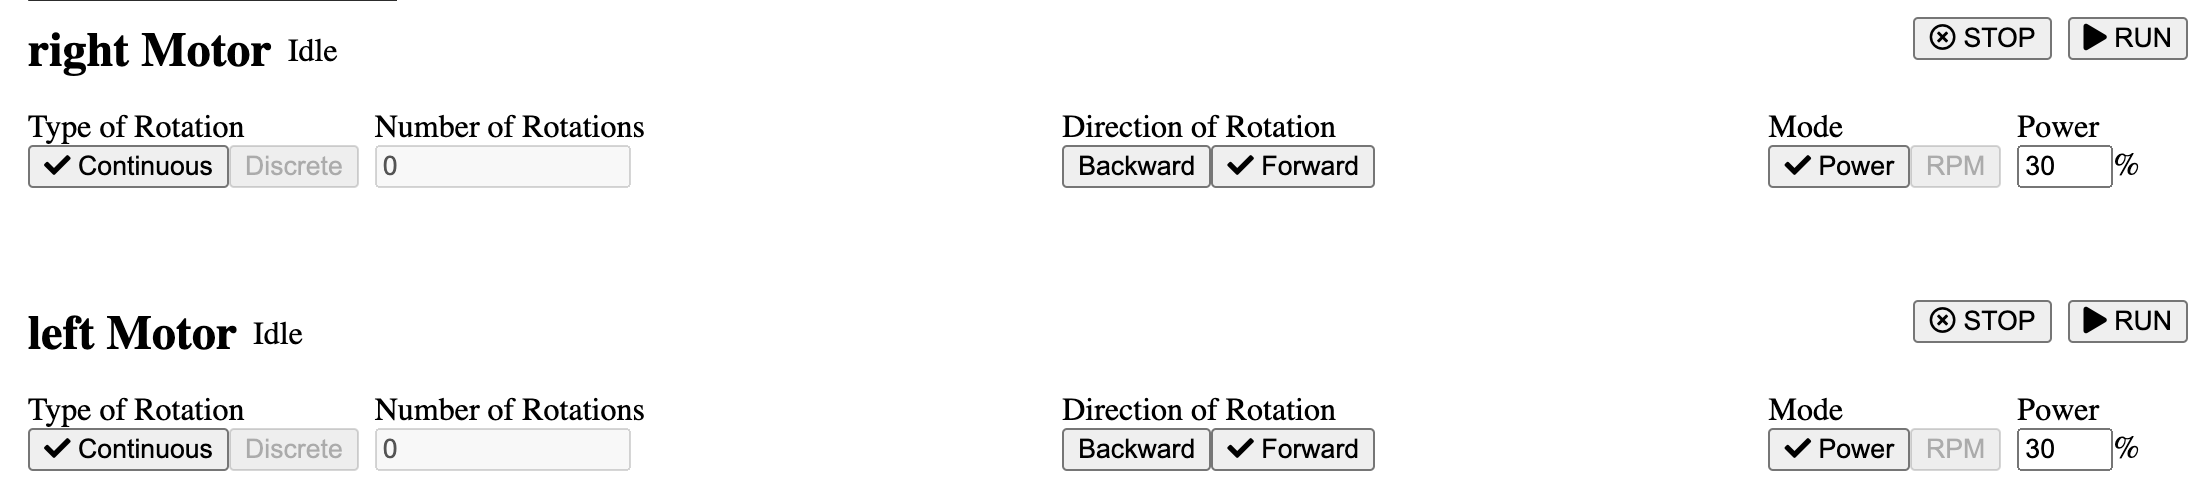 right Motor Idle STOP RUN
Type of Rotation Number of Rotations Direction of Rotation Mode Power
Continuous Discrete 0 Backward Forward Power RPM 30 %
left Motor Idle STOP RUN
Type of Rotation Number of Rotations Direction of Rotation Mode Power
Continuous Discrete 0 Backward Forward Power RPM 30 %